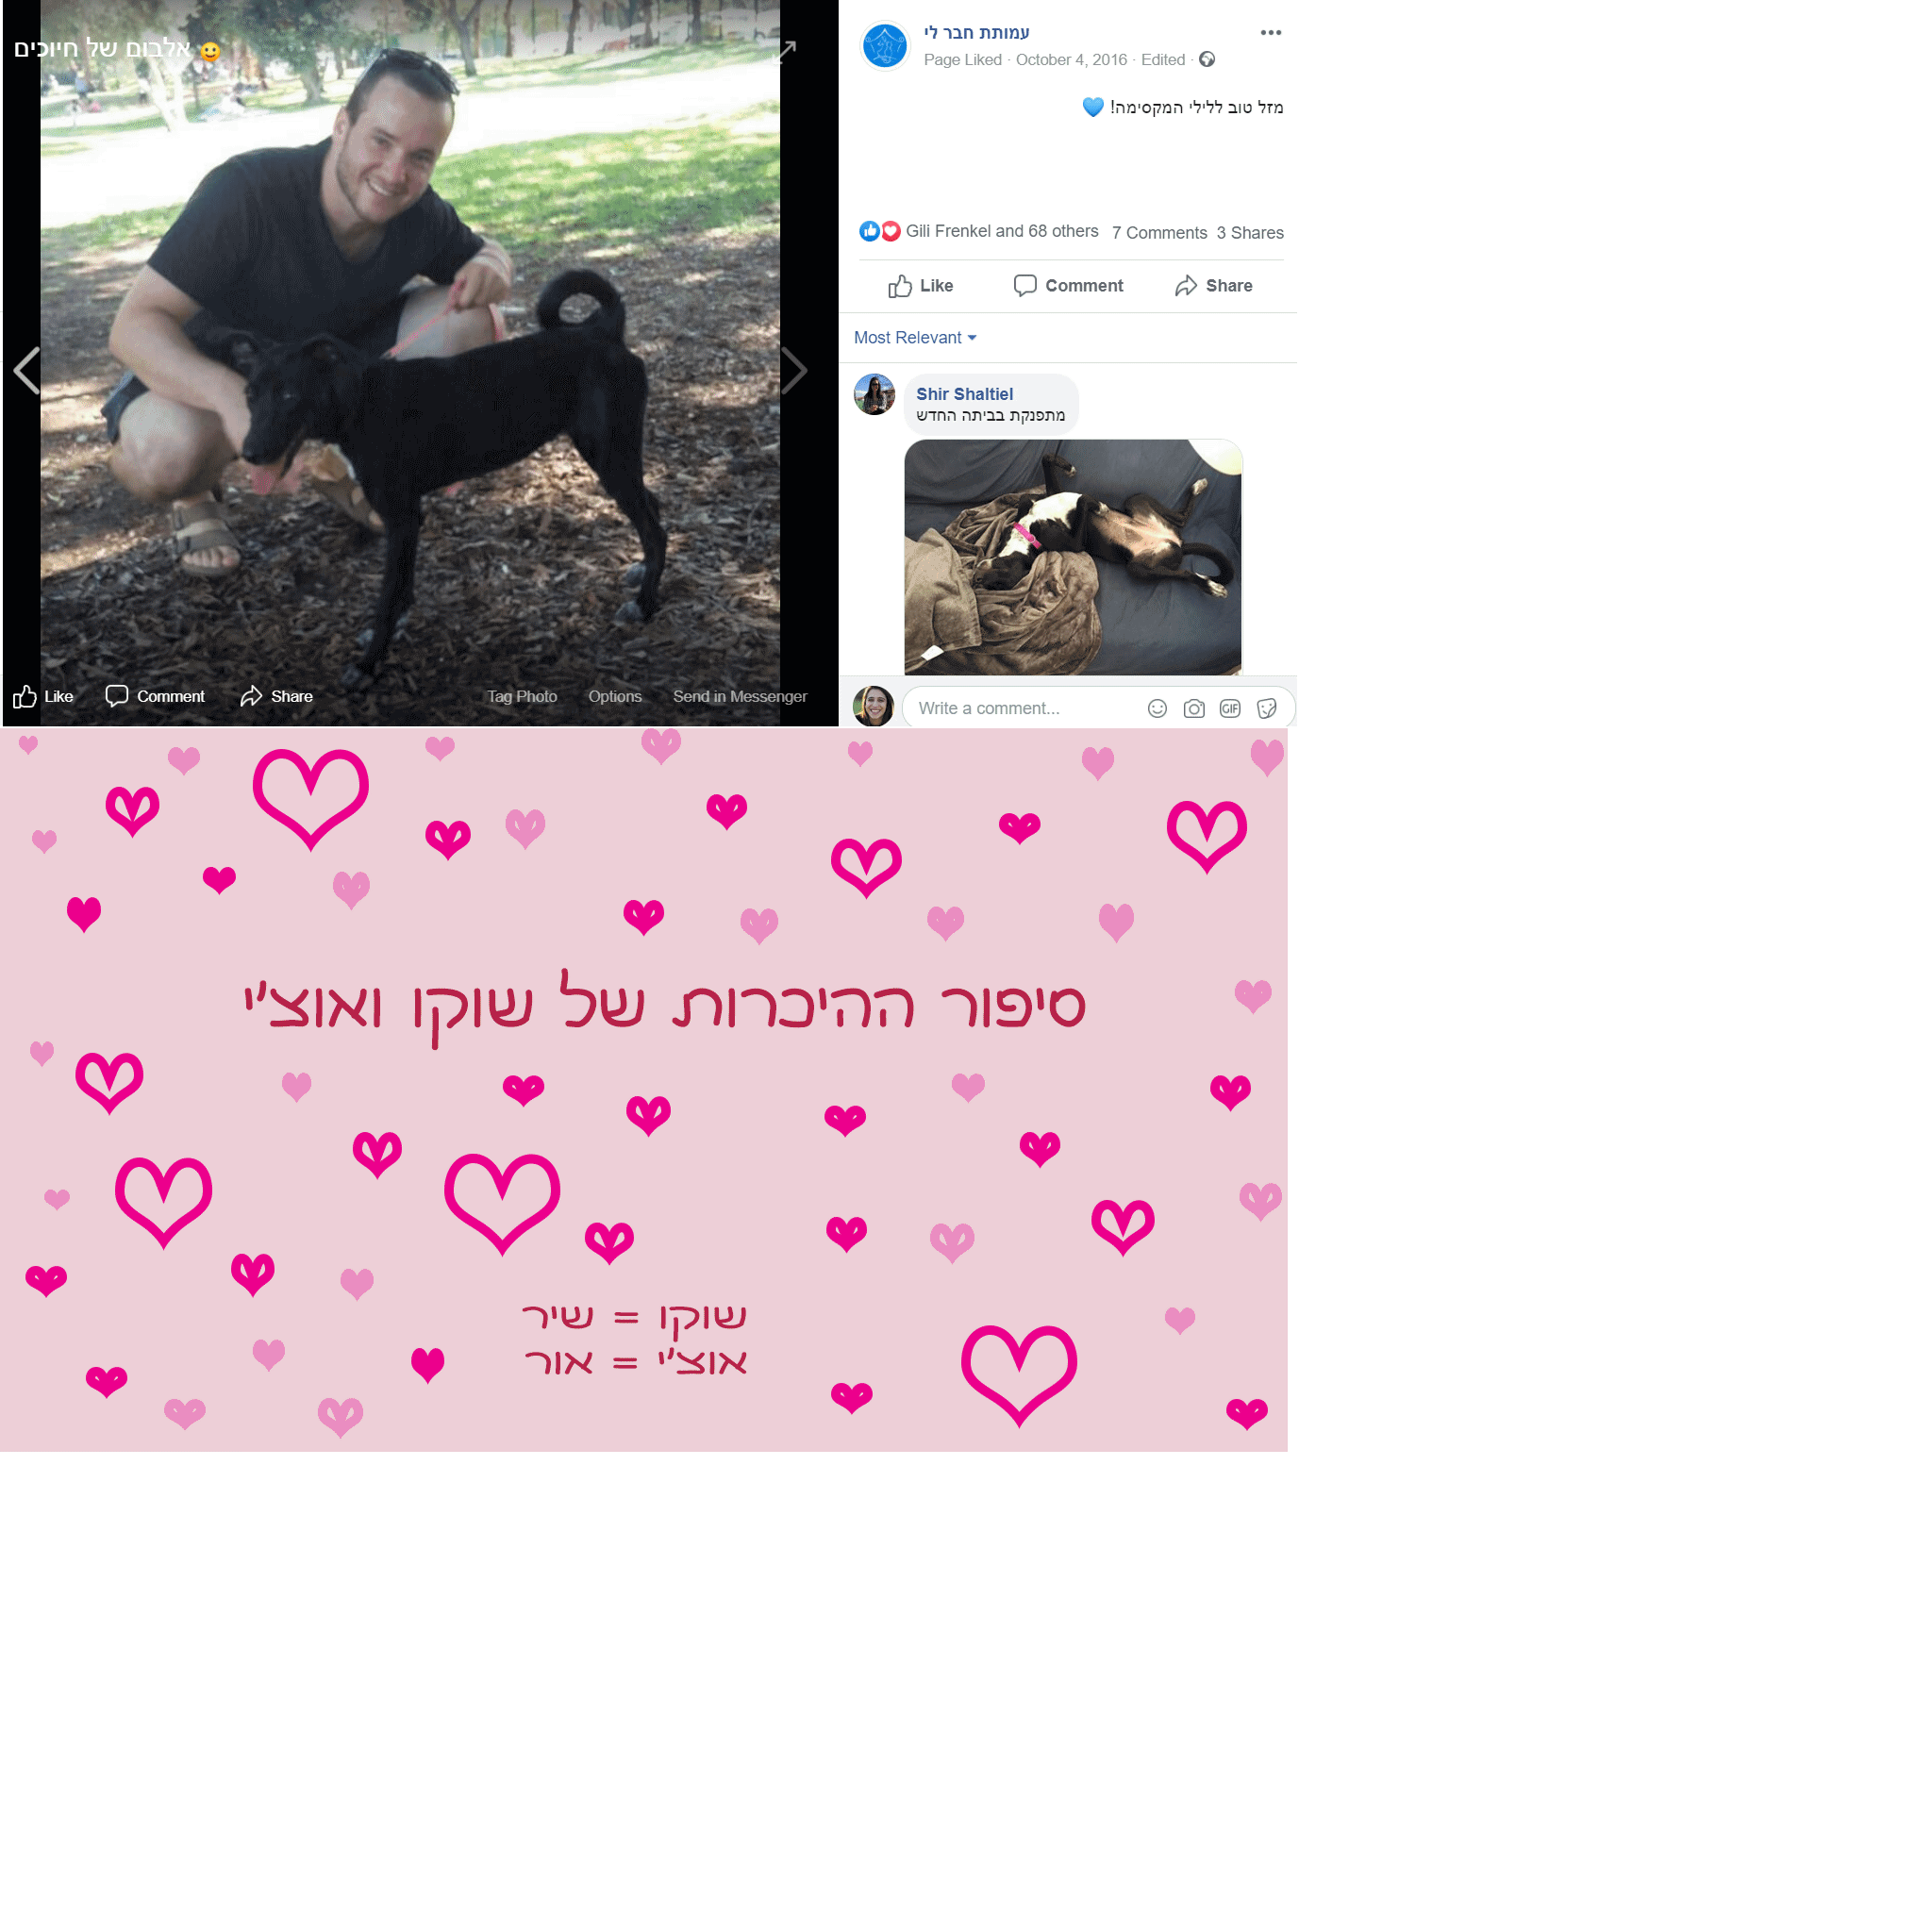 אלבום של חיוכים
עמותת חבר לי
Page Liked · October 4, 2016 · Edited ·
מזל טוב ללילי המקסימה!
Gili Frenkel and 68 others 7 Comments 3 Shares
Like Comment Share
Most Relevant
Shir Shaltiel
מתפנקת בביתה החדש
Like Comment Share Tag Photo Options Send in Messenger
Write a comment... GIF
סיפור ההיכרות של שוקו ואוצ'י
שוקו = שיר
אוצ'י = אור